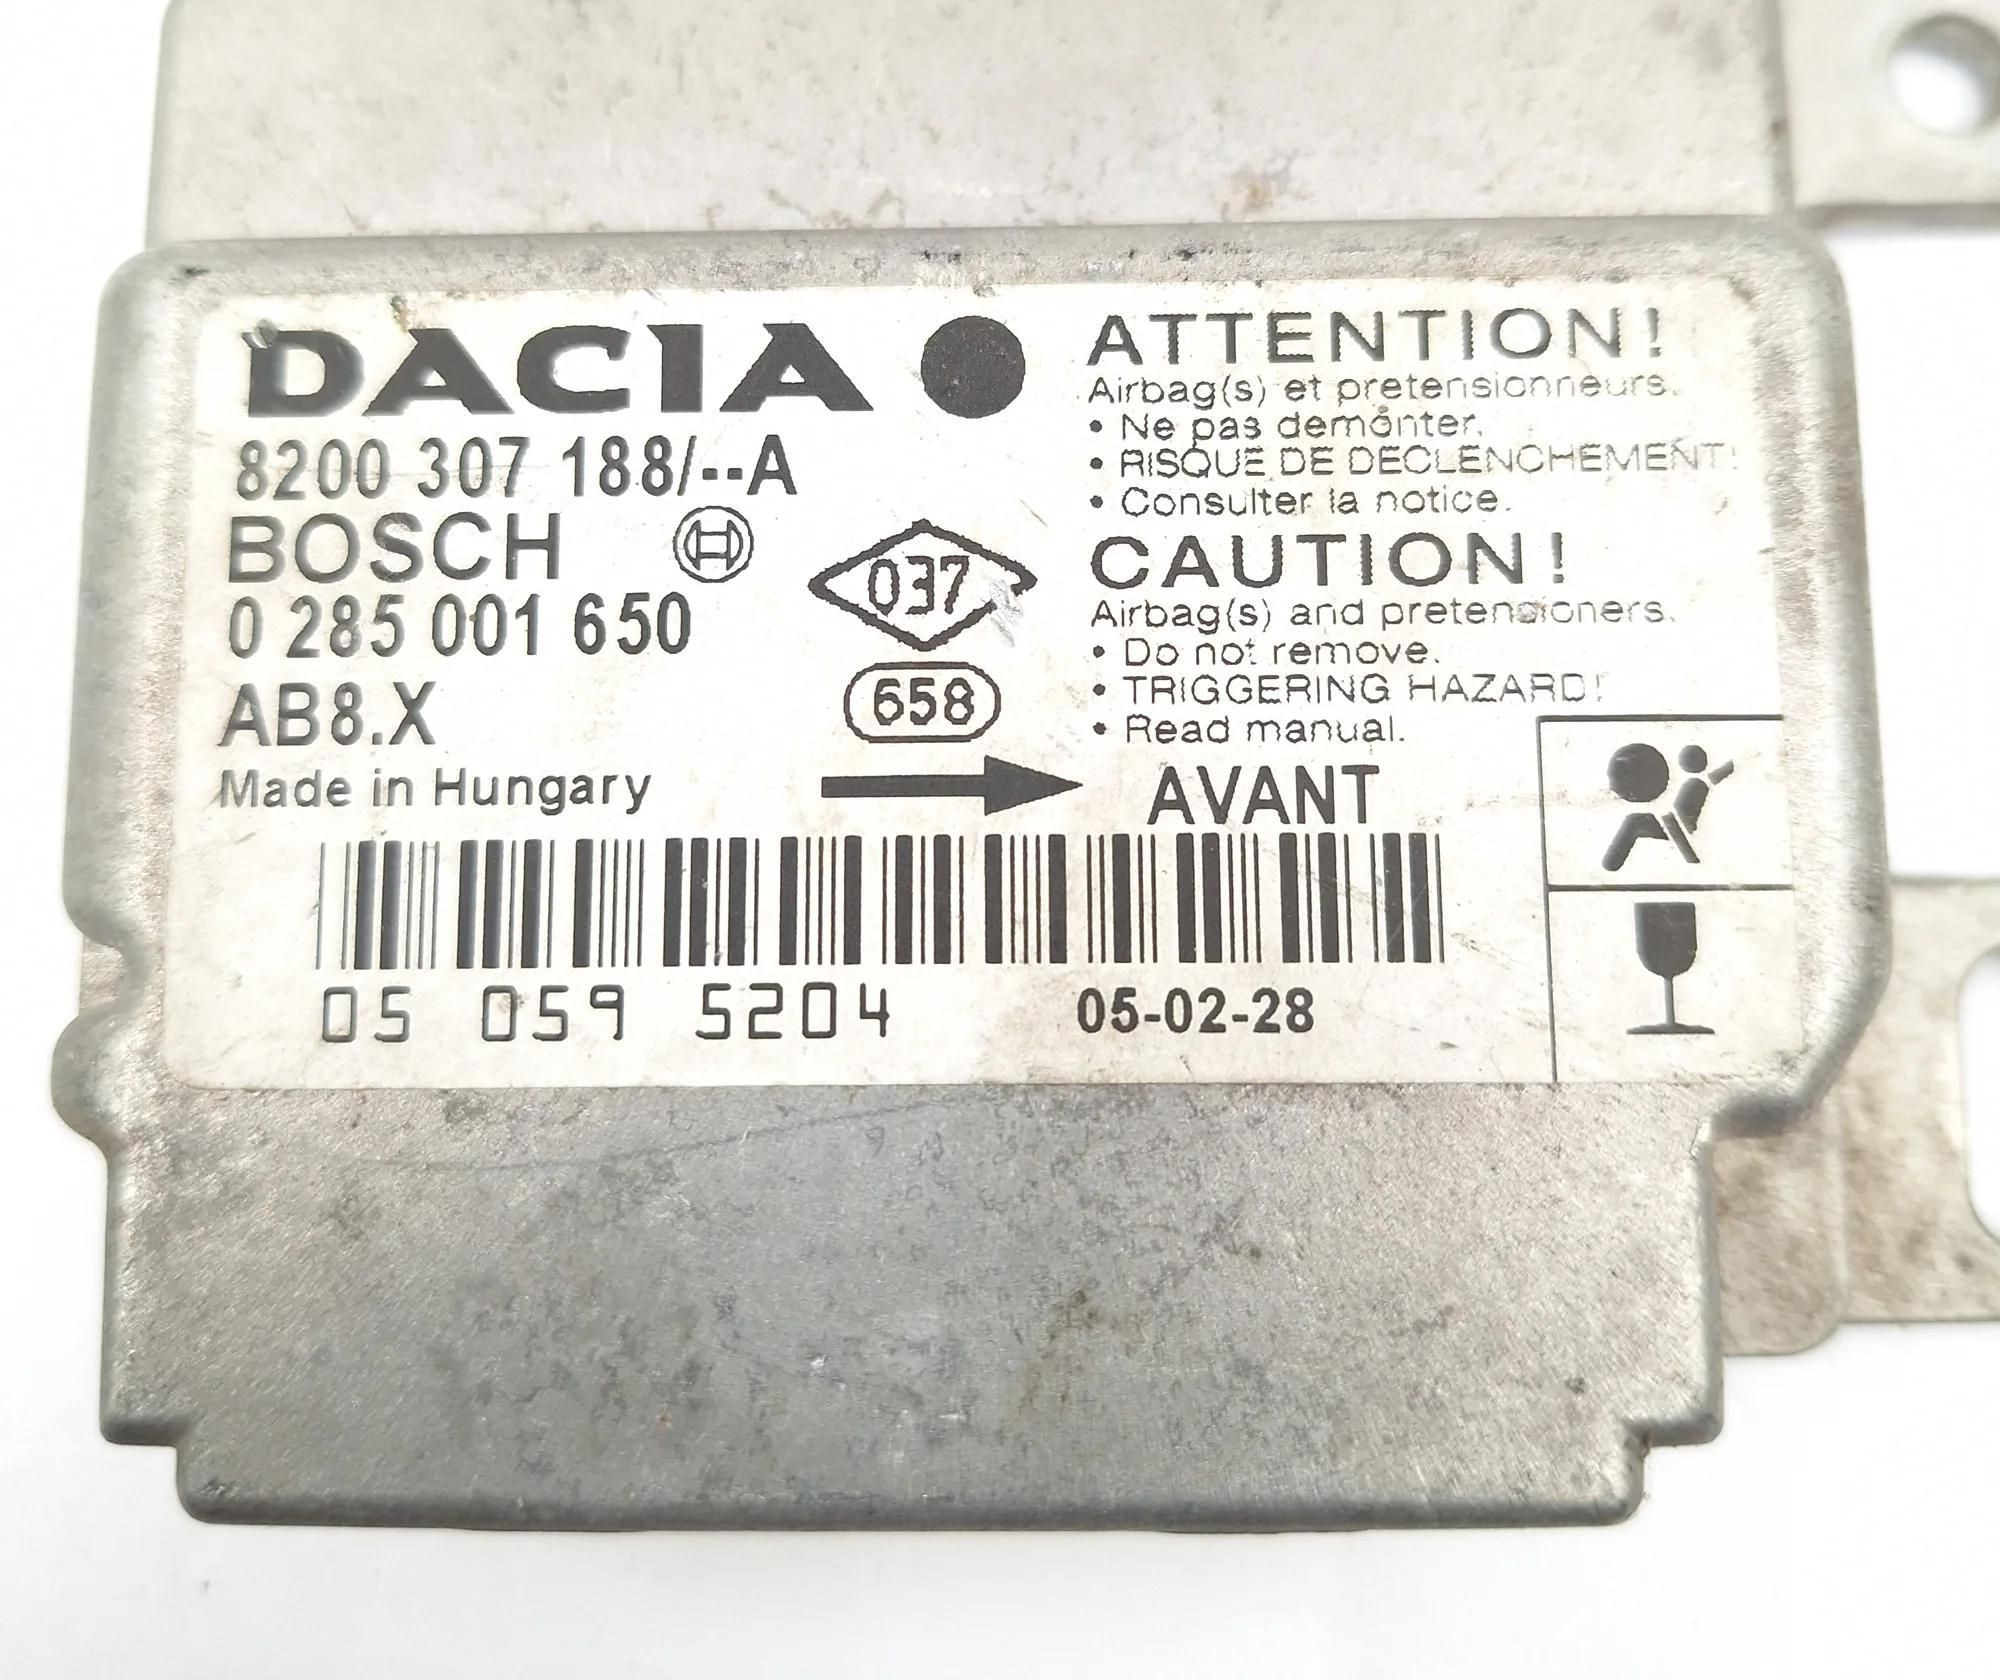 DACIA
8200 307 188/--A
BOSCH
0 285 001 650
AB8.X
Made in Hungary
037
658
ATTENTION!
Airbag(s) et pretensionneurs.
• Ne pas demonter.
• RISQUE DE DECLENCHEMENT!
• Consulter la notice.
CAUTION!
Airbag(s) and pretensioners.
• Do not remove.
• TRIGGERING HAZARD!
• Read manual.
AVANT
05 059 5204
05-02-28